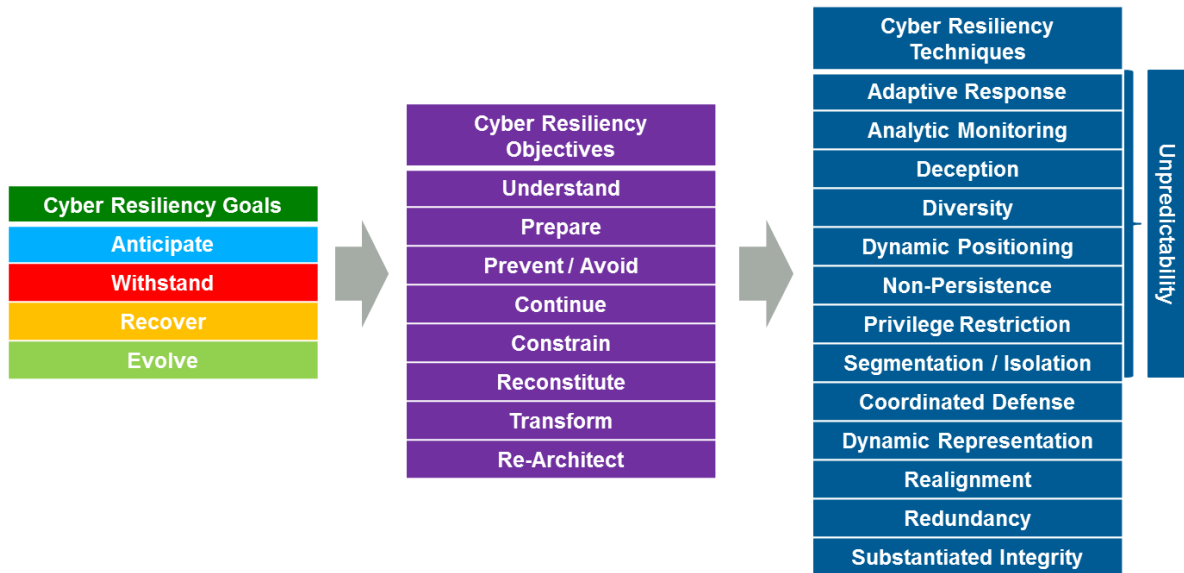 Cyber Resiliency Goals
Anticipate
Withstand
Recover
Evolve
Cyber Resiliency
Objectives
Understand
Prepare
Prevent / Avoid
Continue
Constrain
Reconstitute
Transform
Re-Architect
Cyber Resiliency
Techniques
Adaptive Response
Analytic Monitoring
Deception
Diversity
Dynamic Positioning
Non-Persistence
Privilege Restriction
Segmentation / Isolation
Coordinated Defense
Dynamic Representation
Realignment
Redundancy
Substantiated Integrity
Unpredictability